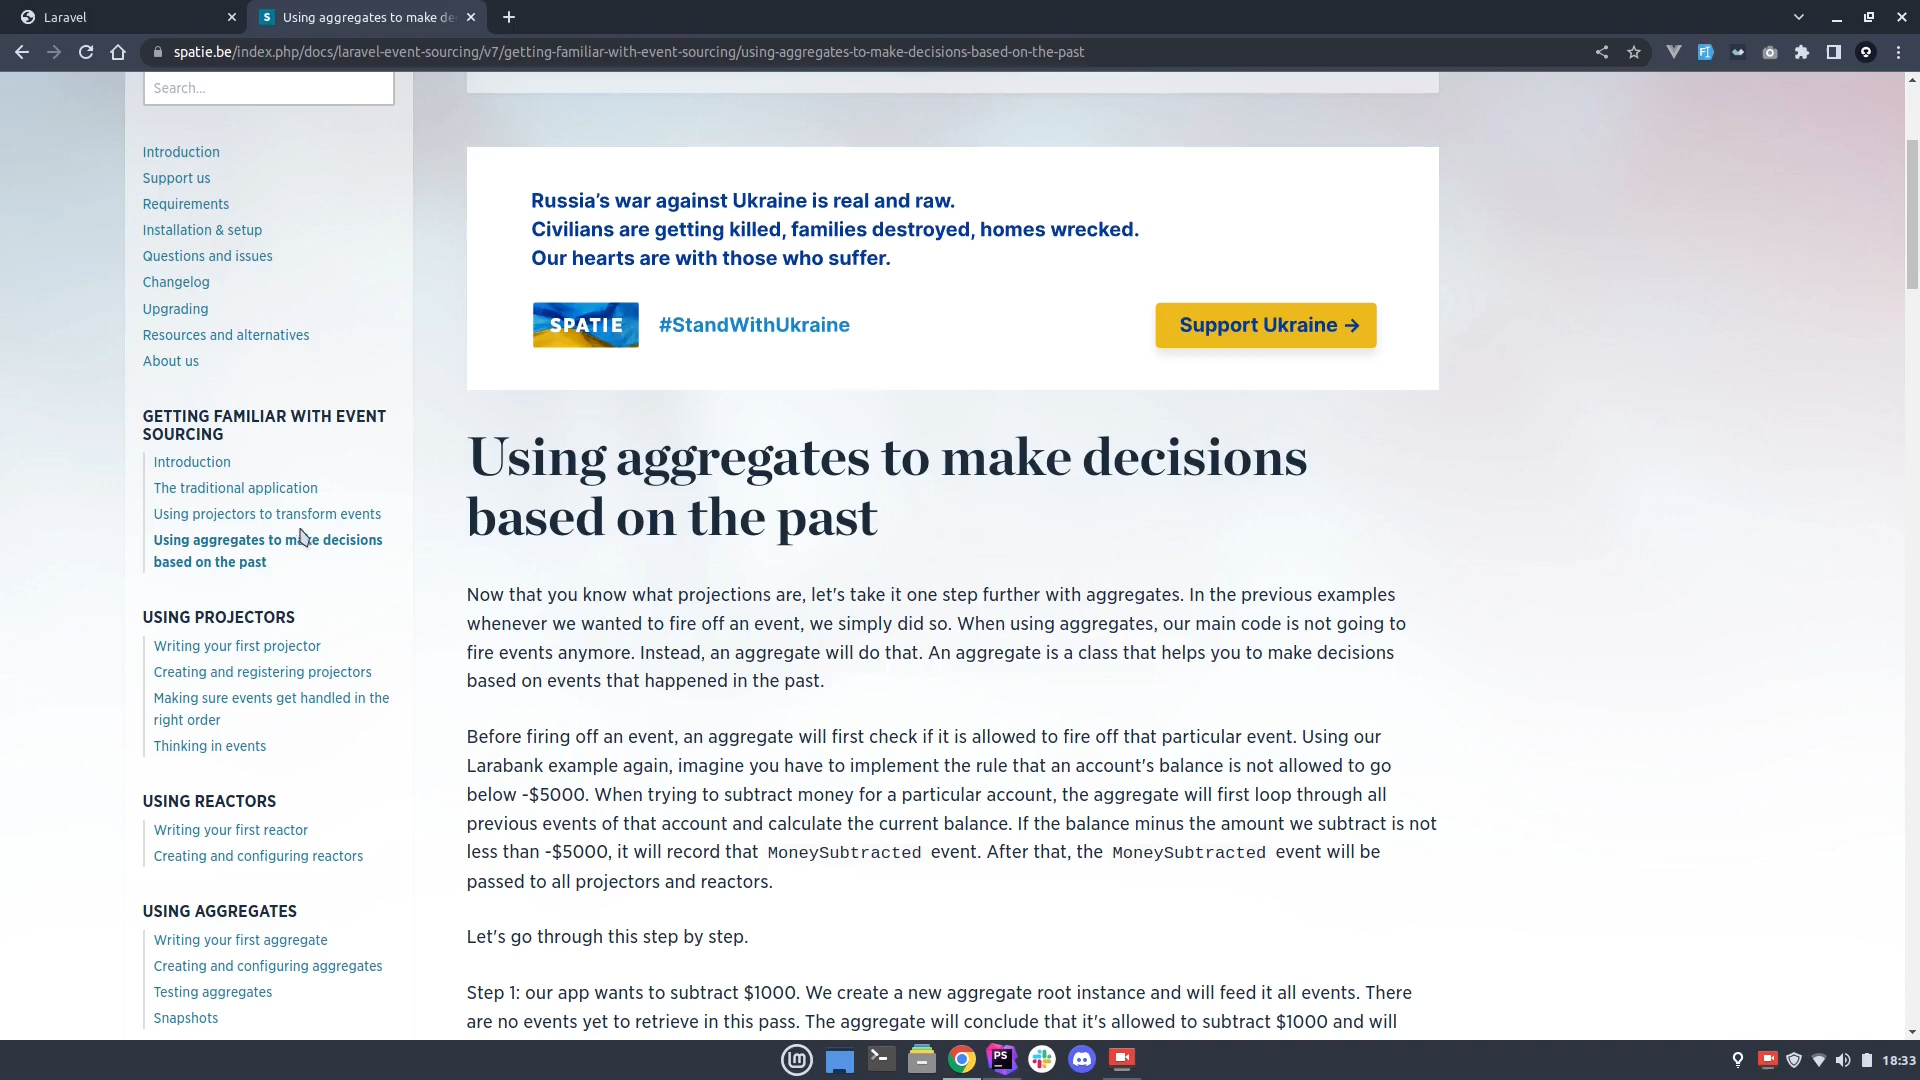 Laravel
Using aggregates to make de
spatie.be/index.php/docs/laravel-event-sourcing/v7/getting-familiar-with-event-sourcing/using-aggregates-to-make-decisions-based-on-the-past
Search...
Introduction
Support us
Requirements
Installation & setup
Questions and issues
Changelog
Upgrading
Resources and alternatives
About us
GETTING FAMILIAR WITH EVENT
SOURCING
Introduction
The traditional application
Using projectors to transform events
Using aggregates to make decisions
based on the past
USING PROJECTORS
Writing your first projector
Creating and registering projectors
Making sure events get handled in the
right order
Thinking in events
USING REACTORS
Writing your first reactor
Creating and configuring reactors
USING AGGREGATES
Writing your first aggregate
Creating and configuring aggregates
Testing aggregates
Snapshots
Russia's war against Ukraine is real and raw.
Civilians are getting killed, families destroyed, homes wrecked.
Our hearts are with those who suffer.
SPATIE #StandWithUkraine
Support Ukraine →
Using aggregates to make decisions
based on the past
Now that you know what projections are, let's take it one step further with aggregates. In the previous examples
whenever we wanted to fire off an event, we simply did so. When using aggregates, our main code is not going to
fire events anymore. Instead, an aggregate will do that. An aggregate is a class that helps you to make decisions
based on events that happened in the past.
Before firing off an event, an aggregate will first check if it is allowed to fire off that particular event. Using our
Larabank example again, imagine you have to implement the rule that an account's balance is not allowed to go
below -$5000. When trying to subtract money for a particular account, the aggregate will first loop through all
previous events of that account and calculate the current balance. If the balance minus the amount we subtract is not
less than -$5000, it will record that MoneySubtracted event. After that, the MoneySubtracted event will be
passed to all projectors and reactors.
Let's go through this step by step.
Step 1: our app wants to subtract $1000. We create a new aggregate root instance and will feed it all events. There
are no events yet to retrieve in this pass. The aggregate will conclude that it's allowed to subtract $1000 and will
18:33